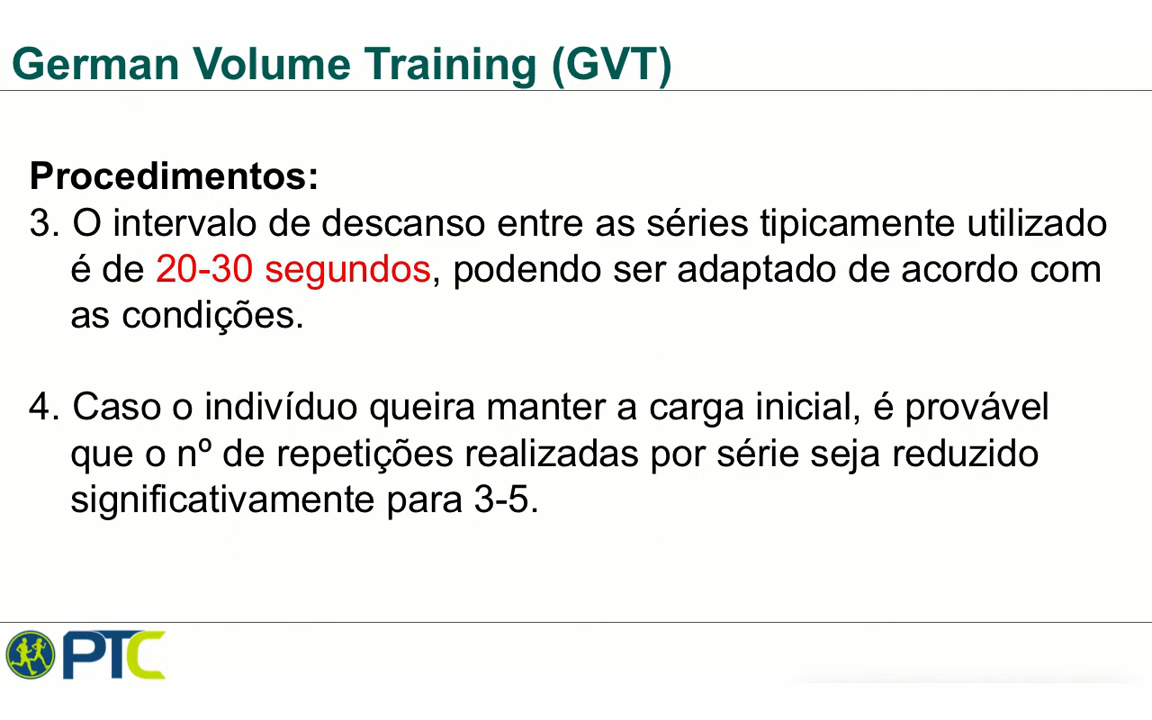 German Volume Training (GVT)
Procedimentos:
3. O intervalo de descanso entre as séries tipicamente utilizado
é de 20-30 segundos, podendo ser adaptado de acordo com
as condições.
4. Caso o indivíduo queira manter a carga inicial, é provável
que o nº de repetições realizadas por série seja reduzido
significativamente para 3-5.
PTC